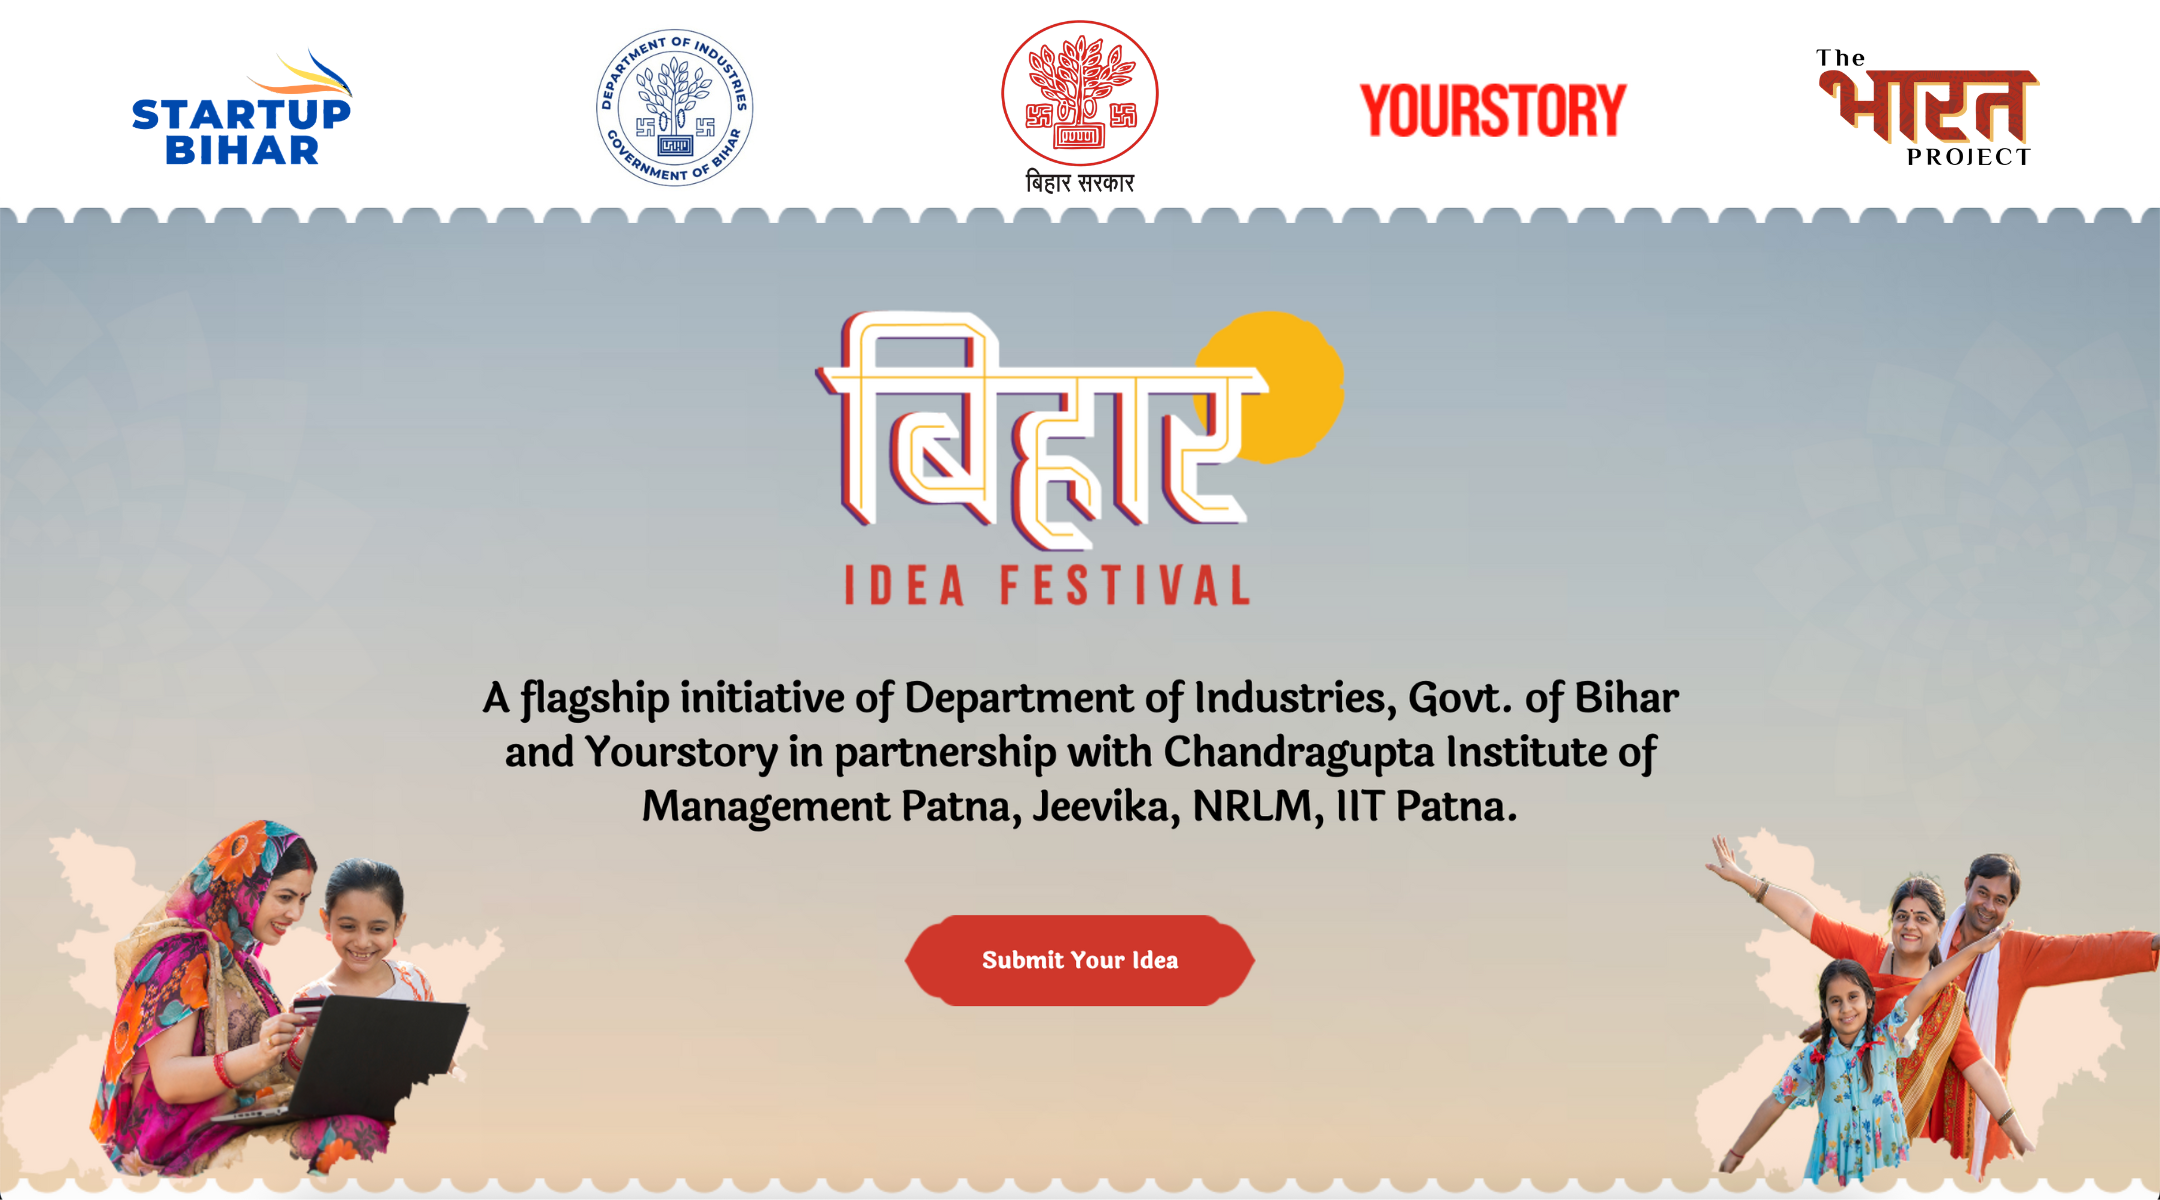 STARTUP
BIHAR
DEPARTMENT OF INDUSTRIES
GOVERNMENT OF BIHAR
बिहार सरकार
YOURSTORY
The
भारत
PROJECT
बिहार
IDEA FESTIVAL
A flagship initiative of Department of Industries, Govt. of Bihar
and Yourstory in partnership with Chandragupta Institute of
Management Patna, Jeevika, NRLM, IIT Patna.
Submit Your Idea